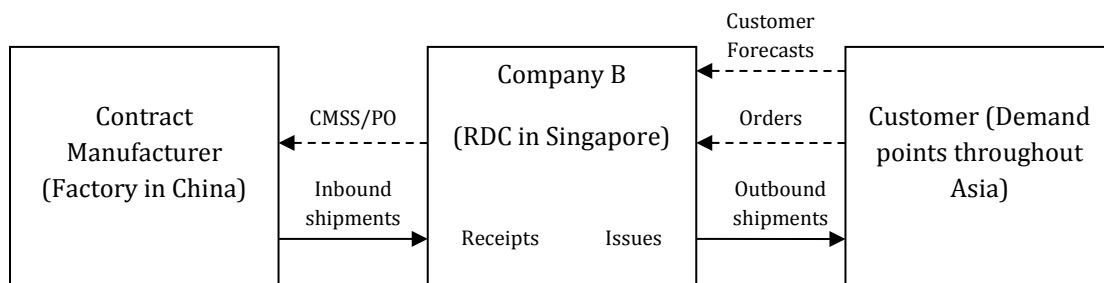 Contract
Manufacturer
(Factory in China)
CMSS/PO
Inbound
shipments
Company B
(RDC in Singapore)
Receipts
Issues
Customer
Forecasts
Orders
Outbound
shipments
Customer (Demand
points throughout
Asia)